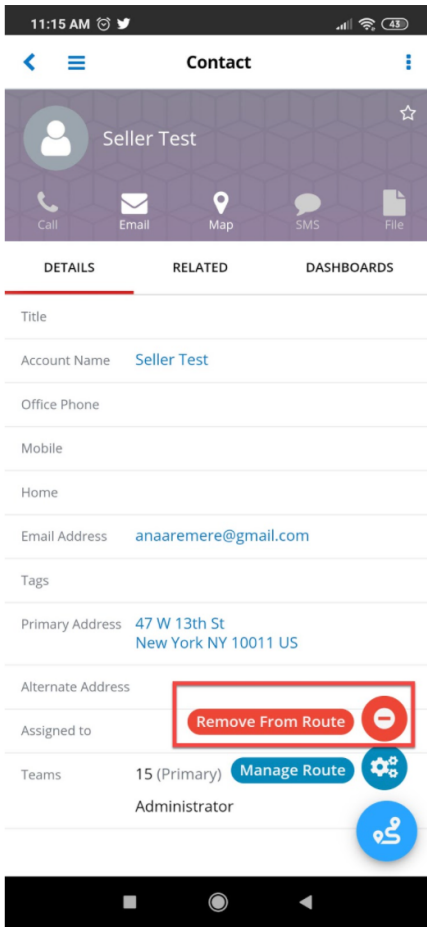 11:15 AM
43
Contact
Seller Test
Call Email Map SMS File
DETAILS RELATED DASHBOARDS
Title
Account Name Seller Test
Office Phone
Mobile
Home
Email Address anaaremere@gmail.com
Tags
Primary Address 47 W 13th St
New York NY 10011 US
Alternate Address
Remove From Route
Assigned to
Teams 15 (Primary) Manage Route
Administrator